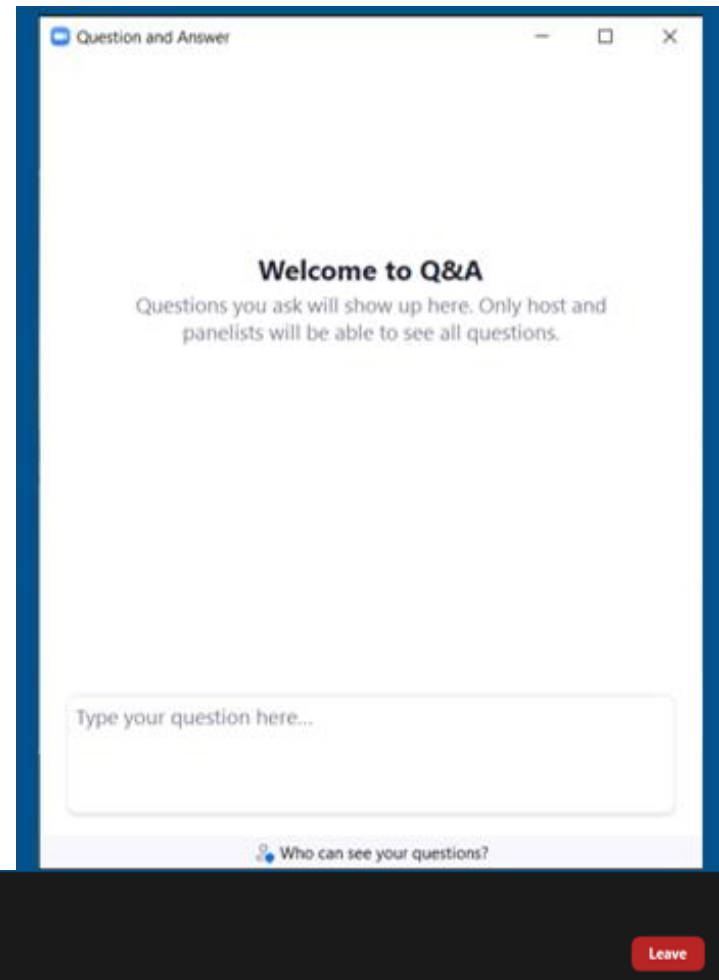 Question and Answer
Welcome to Q&A
Questions you ask will show up here. Only host and
panelists will be able to see all questions.
Type your question here...
Who can see your questions?
Leave